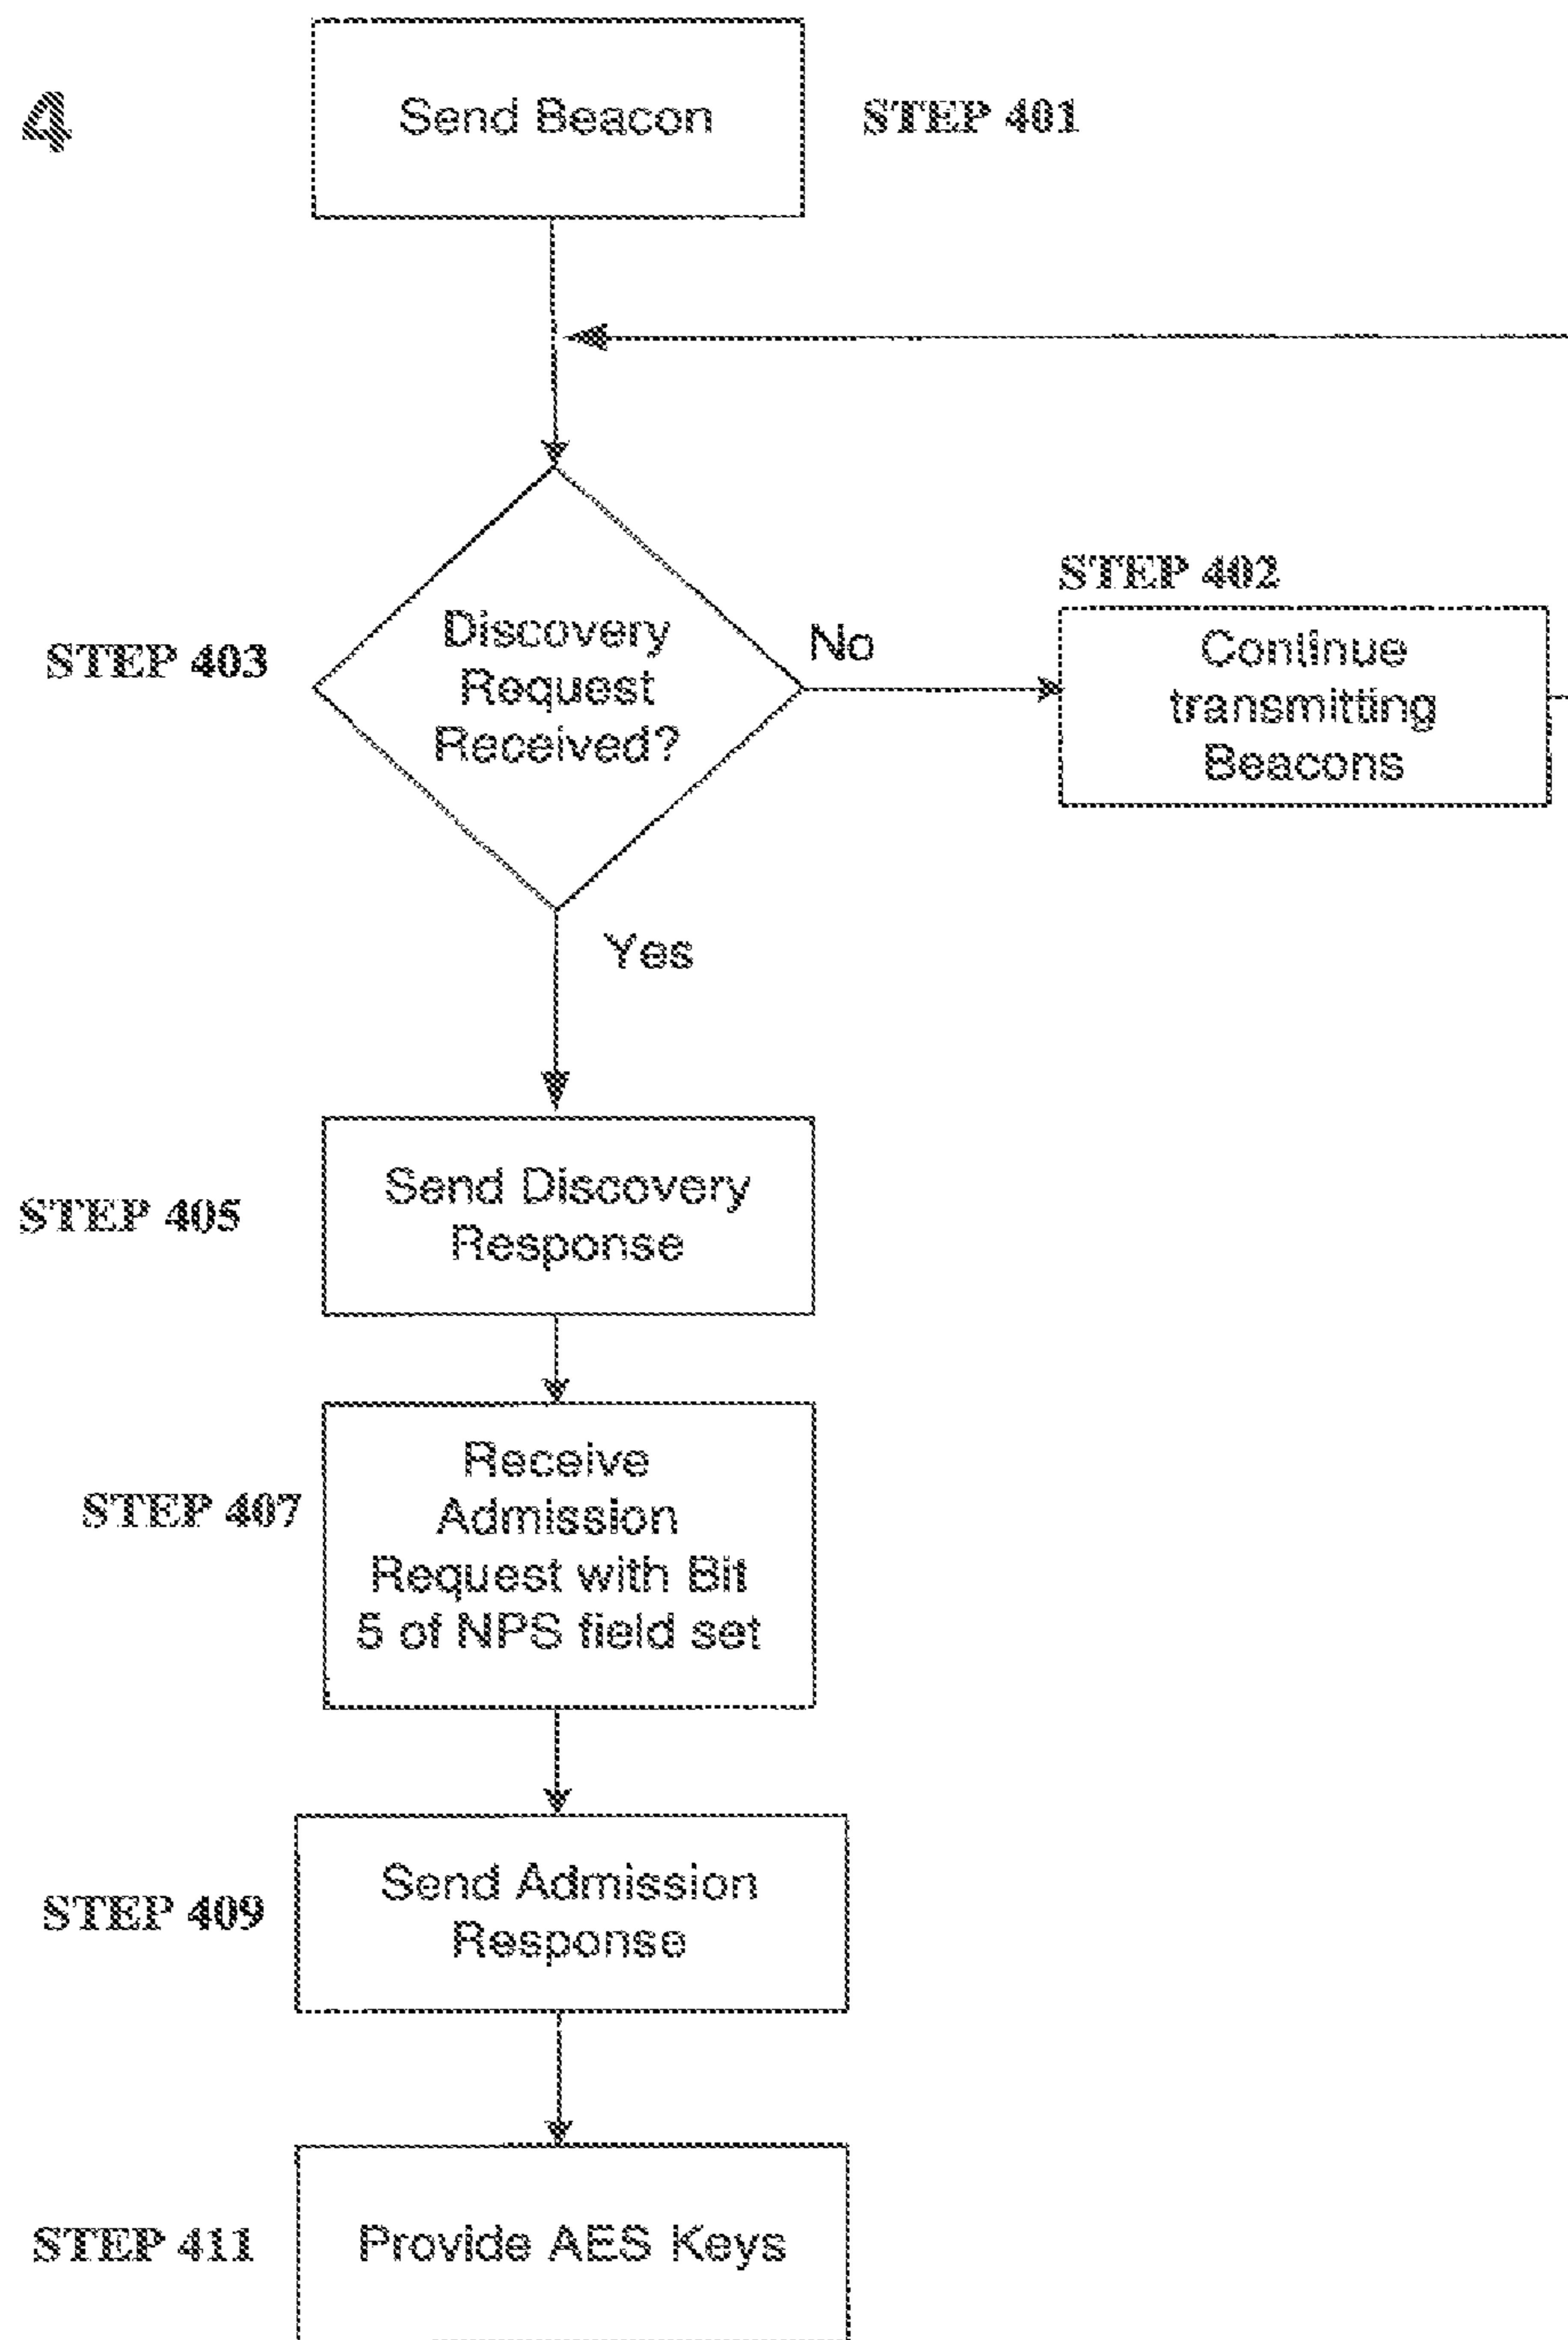 4
Send Beacon
STEP 401
STEP 402
STEP 403
Discovery
Request
Received?
No
Continue
transmitting
Beacons
Yes
STEP 405
Send Discovery
Response
STEP 407
Receive
Admission
Request with Bit
5 of NPS field set
STEP 409
Send Admission
Response
STEP 411
Provide AES Keys